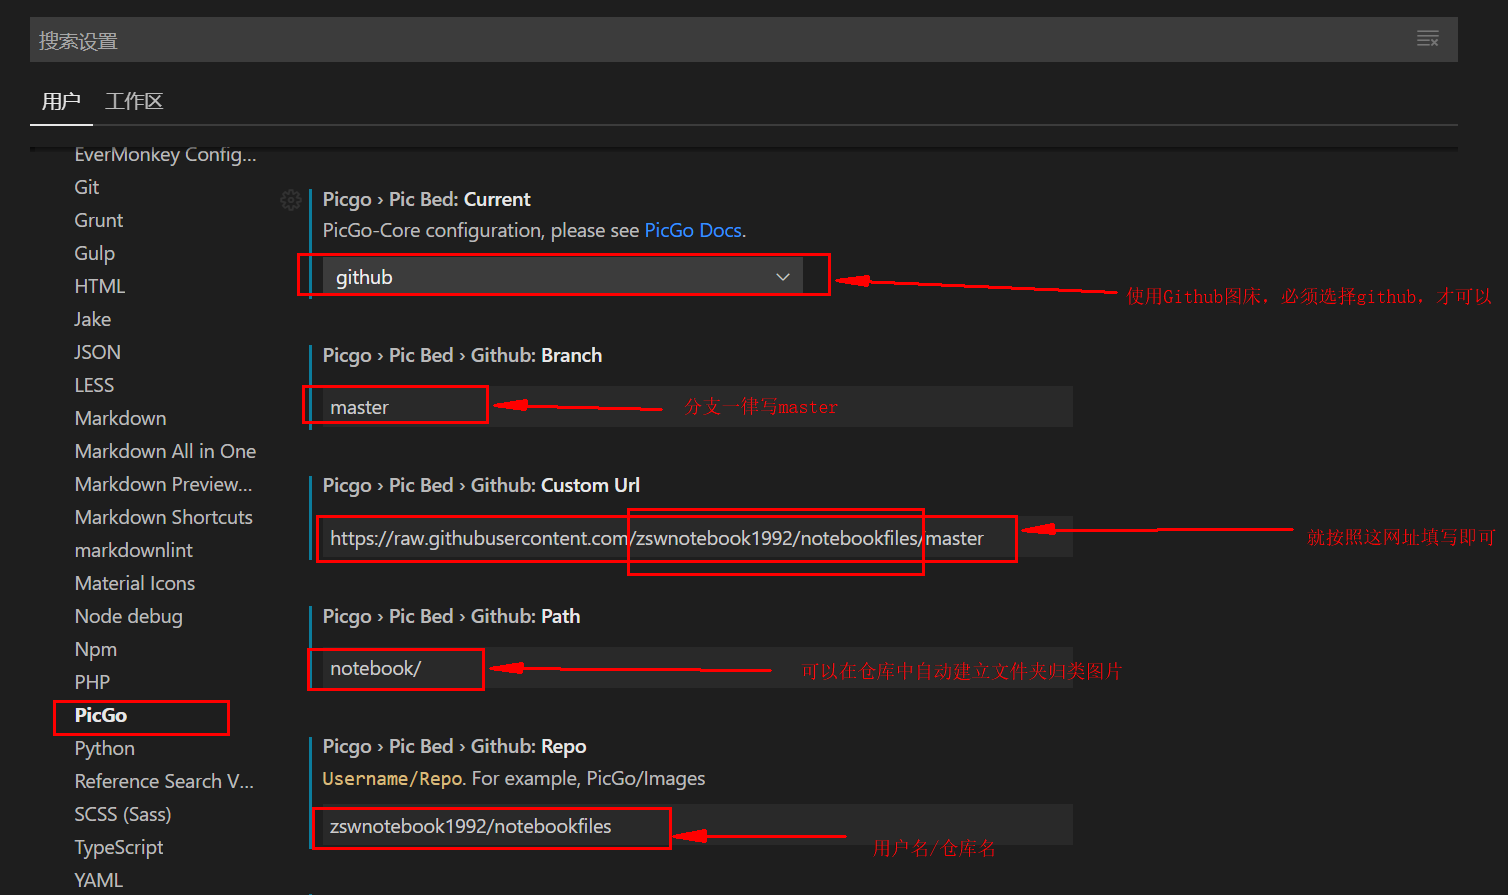 搜索设置
用户
工作区
EverMonkey Config...
Git
Grunt
Gulp
HTML
Jake
JSON
LESS
Markdown
Markdown All in One
Markdown Preview...
Markdown Shortcuts
markdownlint
Material Icons
Node debug
Npm
PHP
PicGo
Python
Reference Search V...
SCSS (Sass)
TypeScript
YAML
Picgo › Pic Bed: Current
PicGo-Core configuration, please see PicGo Docs.
github
使用Github图床，必须选择github，才可以
Picgo › Pic Bed › Github: Branch
master
分支一律写master
Picgo › Pic Bed › Github: Custom Url
https://raw.githubusercontent.com/zswnotebook1992/notebookfiles/master
就按照这网址填写即可
Picgo › Pic Bed › Github: Path
notebook/
可以在仓库中自动建立文件夹归类图片
Picgo › Pic Bed › Github: Repo
Username/Repo. For example, PicGo/Images
zswnotebook1992/notebookfiles
用户名/仓库名